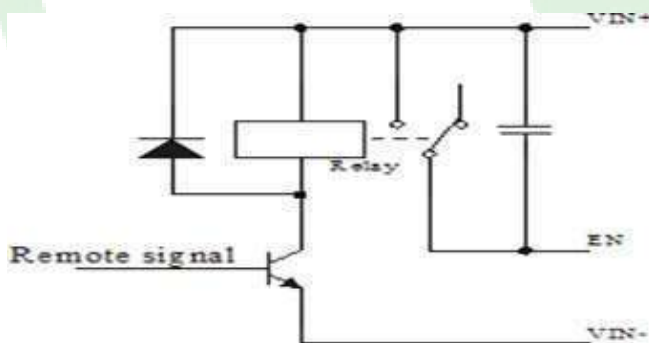 VIN+
Relay
EN
Remote signal
VIN-